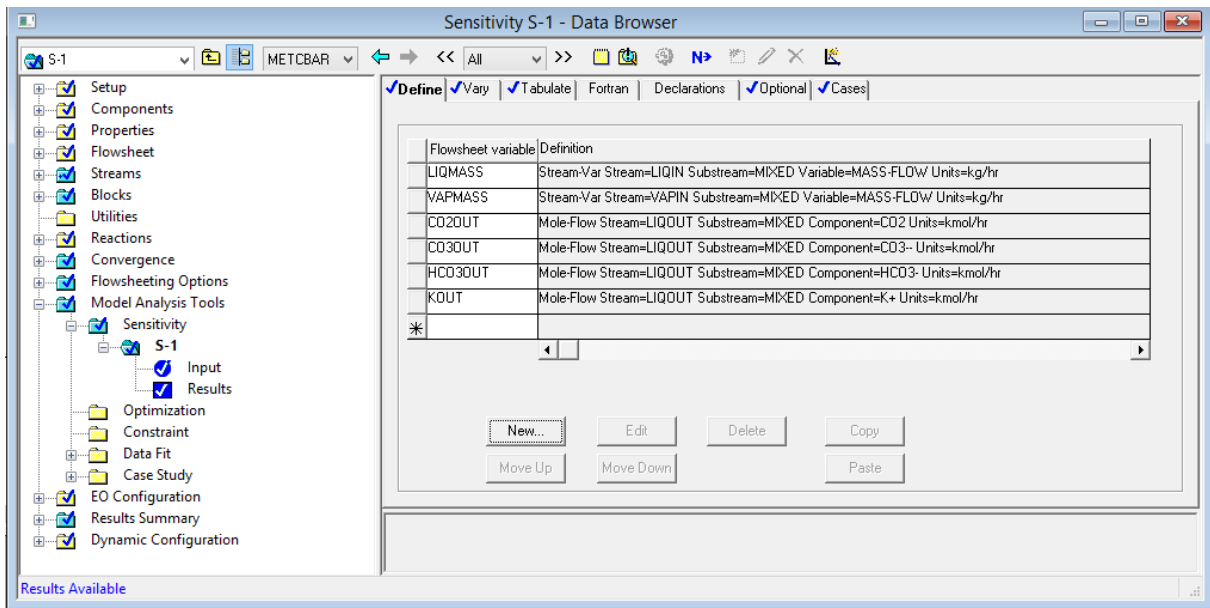 Sensitivity S-1 - Data Browser
S-1
METCBAR
<< All >>
N>
Setup
Components
Properties
Flowsheet
Streams
Blocks
Utilities
Reactions
Convergence
Flowsheeting Options
Model Analysis Tools
Sensitivity
S-1
Input
Results
Optimization
Constraint
Data Fit
Case Study
EO Configuration
Results Summary
Dynamic Configuration
Define Vary Tabulate Fortran Declarations Optional Cases
Flowsheet variable Definition
LIQMASS Stream-Var Stream=LIQIN Substream=MIXED Variable=MASS-FLOW Units=kg/hr
VAPMASS Stream-Var Stream=VAPIN Substream=MIXED Variable=MASS-FLOW Units=kg/hr
CO2OUT Mole-Flow Stream=LIQOUT Substream=MIXED Component=CO2 Units=kmol/hr
CO3OUT Mole-Flow Stream=LIQOUT Substream=MIXED Component=CO3-- Units=kmol/hr
HCO3OUT Mole-Flow Stream=LIQOUT Substream=MIXED Component=HCO3- Units=kmol/hr
KOUT Mole-Flow Stream=LIQOUT Substream=MIXED Component=K+ Units=kmol/hr
New... Edit Delete Copy
Move Up Move Down Paste
Results Available